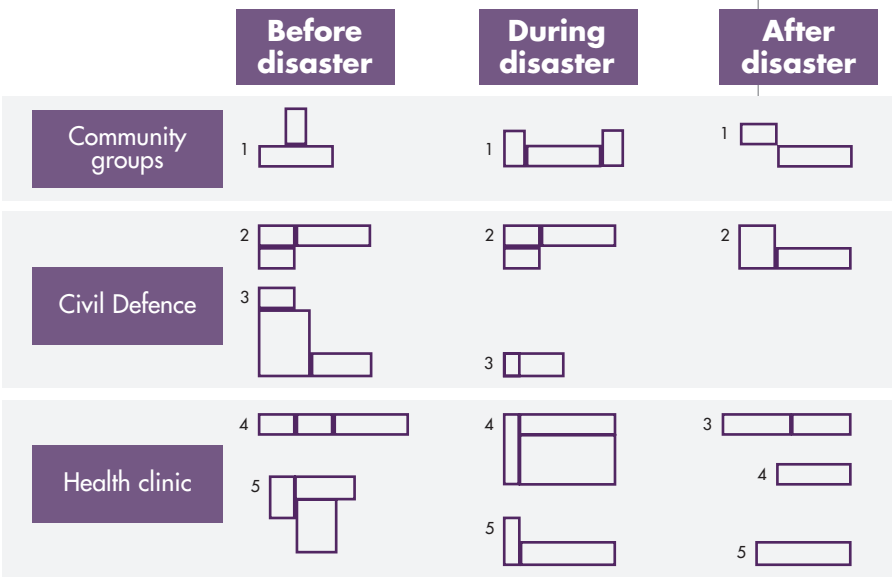 Before
disaster
During
disaster
After
disaster
Community
groups
1
1
1
Civil Defence
2
2
2
3
3
Health clinic
4
4
3
4
5
5
5